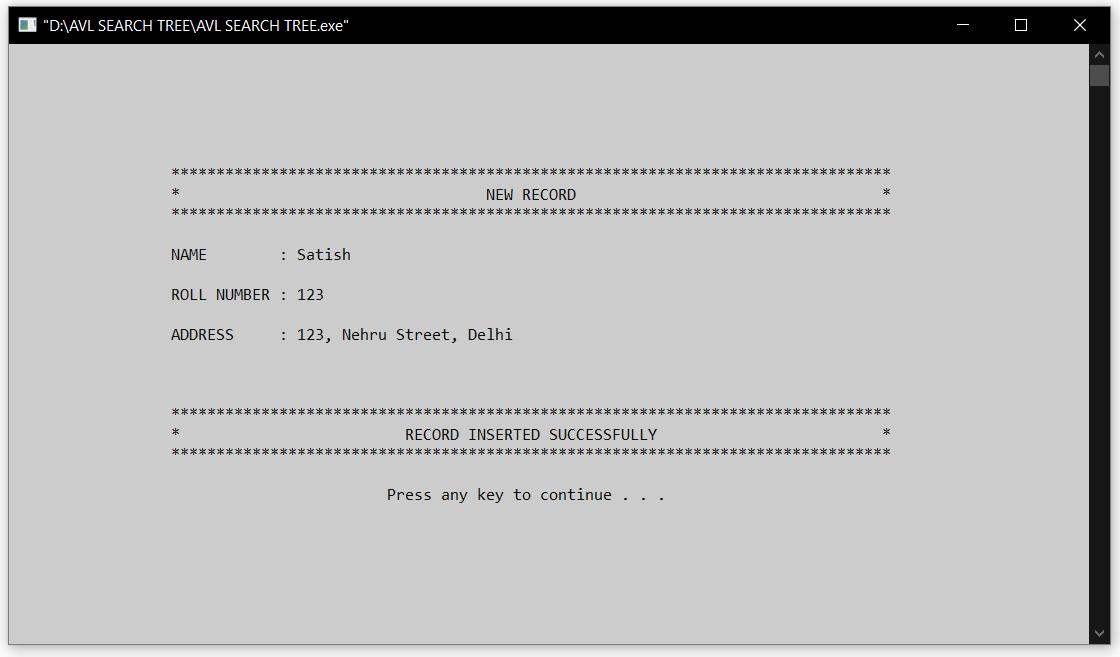 "D:\AVL SEARCH TREE\AVL SEARCH TREE.exe"
********************************************************************************
* NEW RECORD *
********************************************************************************
NAME : Satish
ROLL NUMBER : 123
ADDRESS : 123, Nehru Street, Delhi
********************************************************************************
* RECORD INSERTED SUCCESSFULLY *
********************************************************************************
Press any key to continue . . .